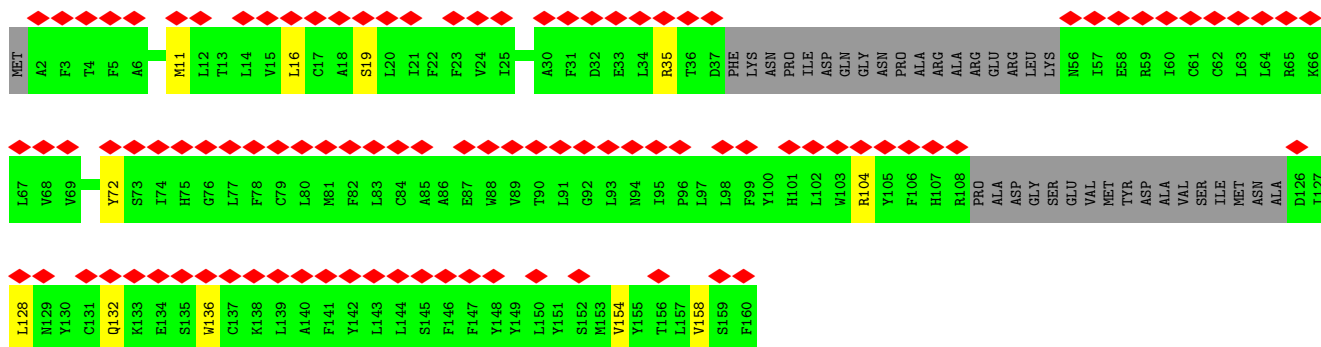 MET A2 F3 T4 F5 A6 M11 L12 T13 L14 V15 L16 C17 A18 S19 L20 I21 F22 F23 V24 I25 A30 F31 D32 E33 L34 R35 T36 D37 PHE LYS ASN PRO ILE ASP GLN GLY ASN PRO ALA ARG ALA ARG GLU ARG LEU LYS N56 I57 E58 R59 I60 C61 C62 L63 L64 R65 K66
L67 V68 V69 Y72 S73 I74 H75 G76 L77 F78 C79 L80 M81 F82 L83 C84 A85 A86 E87 W88 V89 T90 L91 G92 L93 N94 I95 P96 L97 L98 F99 Y100 H101 L102 W103 R104 Y105 F106 H107 R108 PRO ALA ASP GLY SER GLU VAL MET TYR ASP ALA VAL SER ILE MET ASN ALA D126 I127
L128 N129 Y130 C131 Q132 K133 E134 S135 W136 C137 K138 L139 A140 F141 Y142 L143 L144 S145 F146 F147 Y148 Y149 L150 Y151 S152 M153 V154 Y155 T156 L157 V158 S159 F160